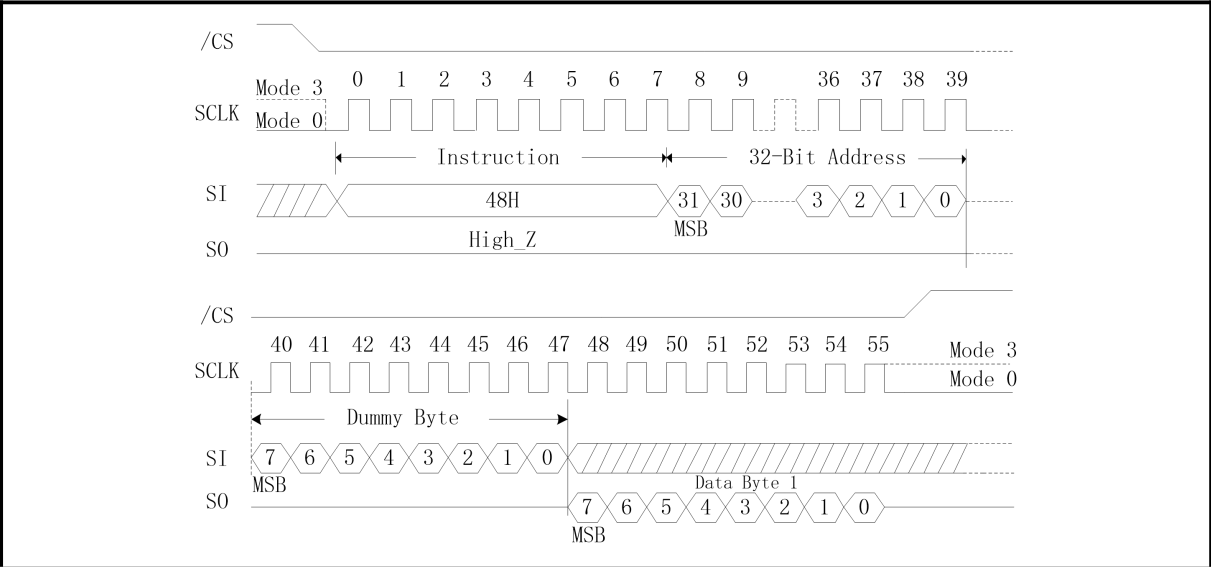 /CS
Mode 3 0 1 2 3 4 5 6 7 8 9 36 37 38 39
SCLK
Mode 0
Instruction 32-Bit Address
SI 48H 31 30 3 2 1 0
MSB
High_Z
SO
/CS
40 41 42 43 44 45 46 47 48 49 50 51 52 53 54 55 Mode 3
SCLK
Mode 0
Dummy Byte
SI 7 6 5 4 3 2 1 0
MSB
Data Byte 1
SO 7 6 5 4 3 2 1 0
MSB